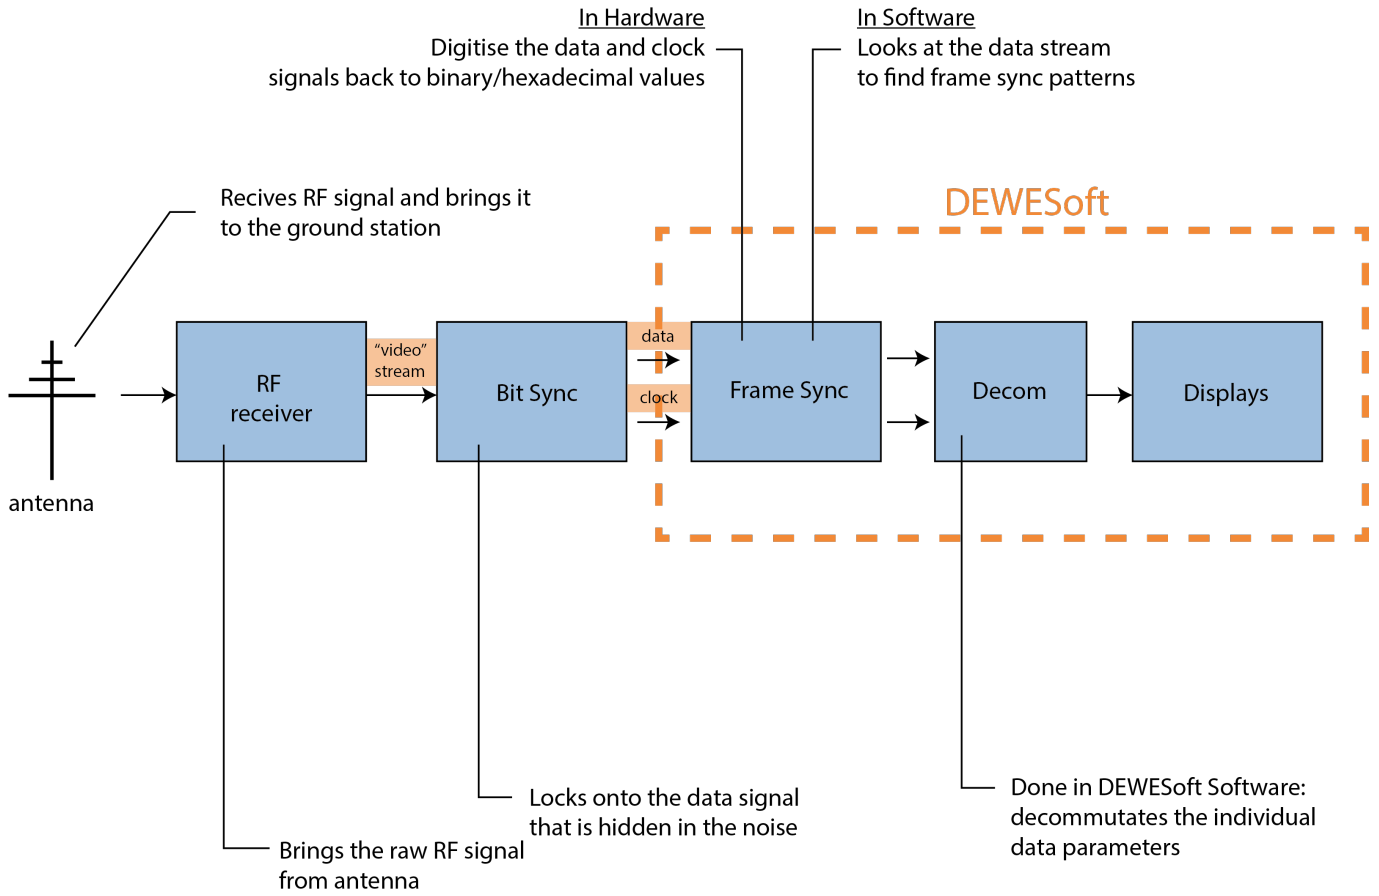 In Hardware
Digitise the data and clock
signals back to binary/hexadecimal values
In Software
Looks at the data stream
to find frame sync patterns
Recives RF signal and brings it
to the ground station
DEWESoft
antenna
RF
receiver
“video”
stream
Bit Sync
data
clock
Frame Sync
Decom
Displays
Locks onto the data signal
that is hidden in the noise
Brings the raw RF signal
from antenna
Done in DEWESoft Software:
decommutates the individual
data parameters